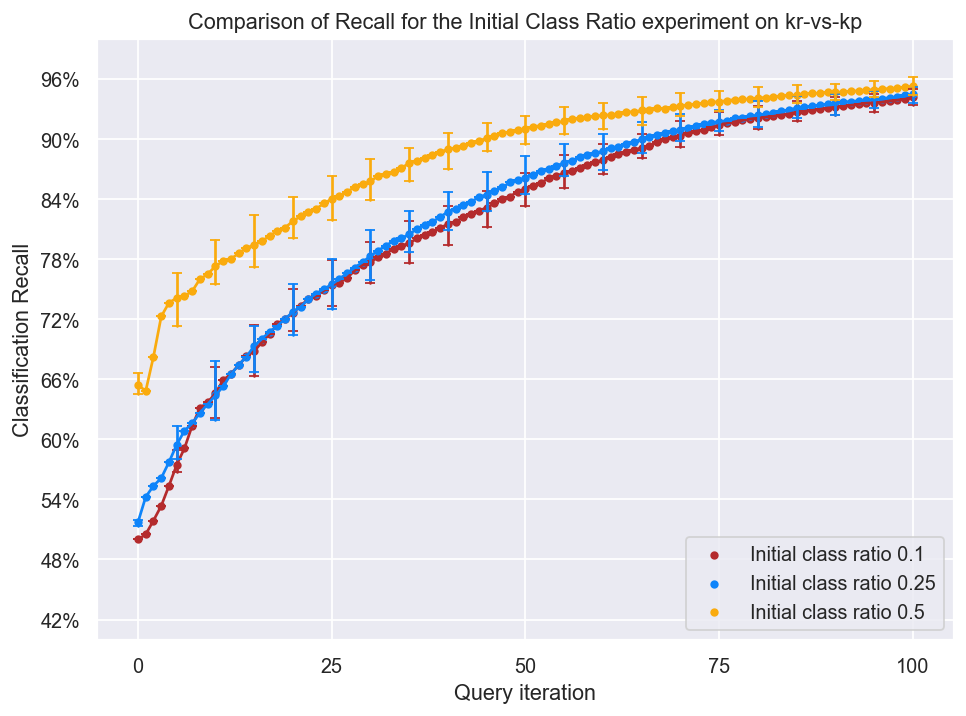 Comparison of Recall for the Initial Class Ratio experiment on kr-vs-kp
96%
90%
84%
78%
72%
66%
60%
54%
48%
42%
Classification Recall
Initial class ratio 0.1
Initial class ratio 0.25
Initial class ratio 0.5
0 25 50 75 100
Query iteration